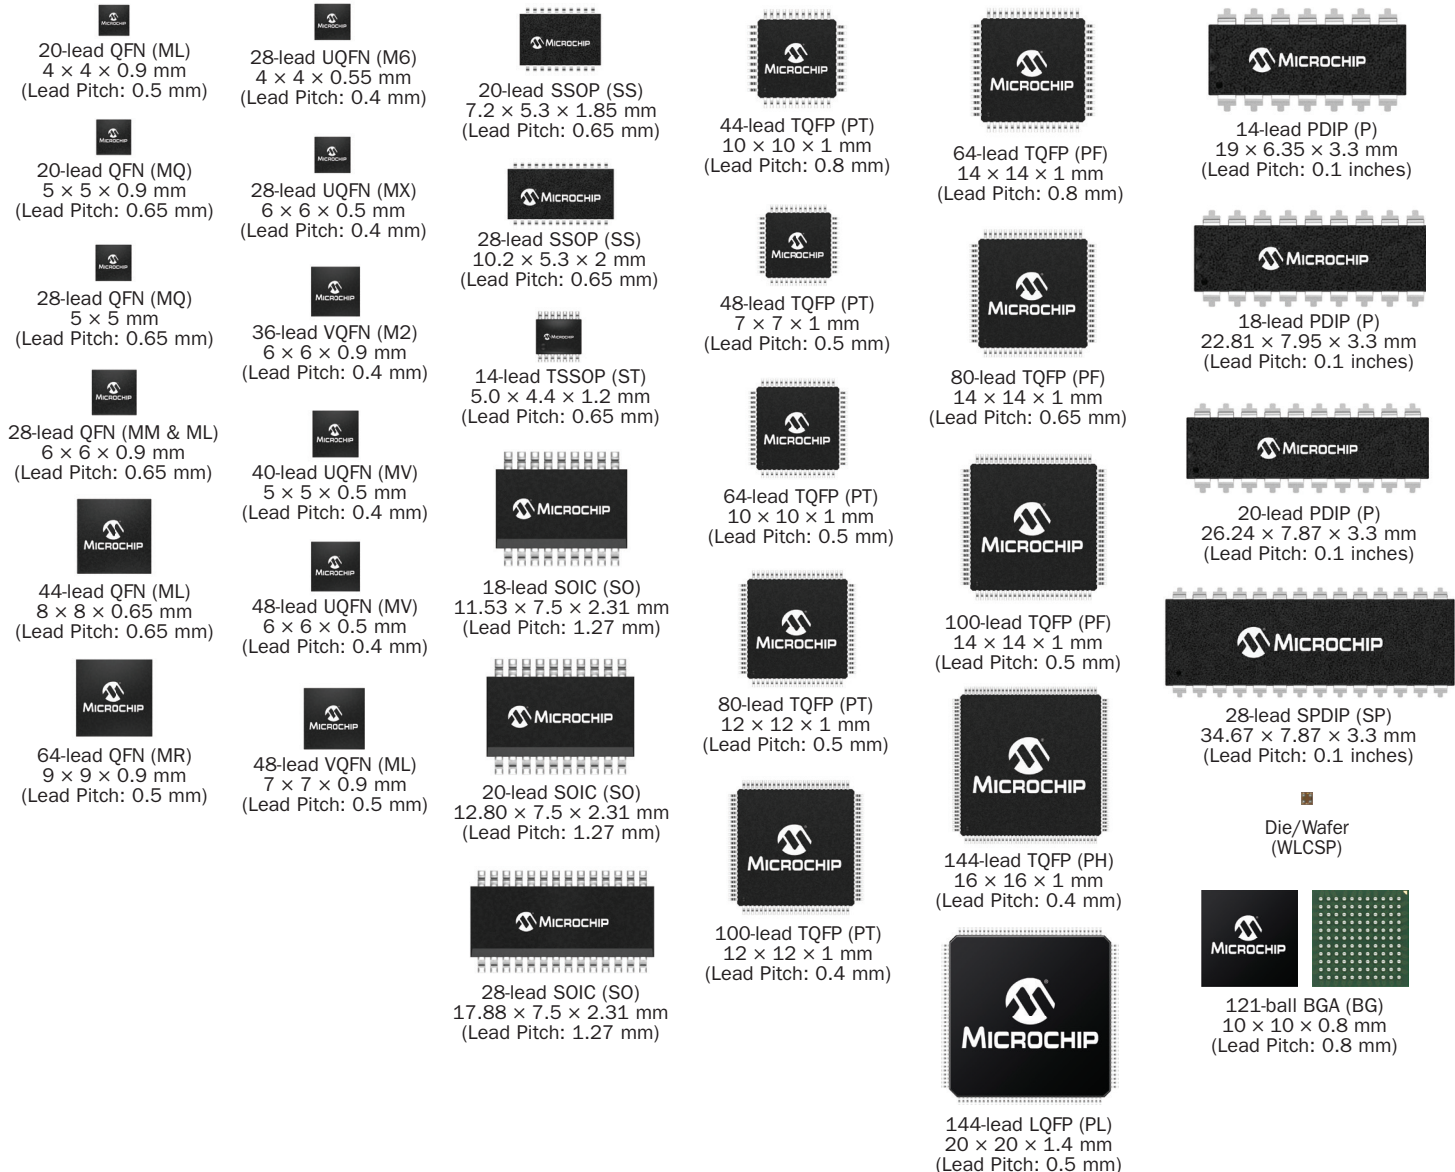 MICROCHIP
20-lead QFN (ML)
4 × 4 × 0.9 mm
(Lead Pitch: 0.5 mm)
MICROCHIP
20-lead QFN (MQ)
5 × 5 × 0.9 mm
(Lead Pitch: 0.65 mm)
MICROCHIP
28-lead QFN (MQ)
5 × 5 mm
(Lead Pitch: 0.65 mm)
MICROCHIP
28-lead QFN (MM & ML)
6 × 6 × 0.9 mm
(Lead Pitch: 0.65 mm)
MICROCHIP
44-lead QFN (ML)
8 × 8 × 0.65 mm
(Lead Pitch: 0.65 mm)
MICROCHIP
64-lead QFN (MR)
9 × 9 × 0.9 mm
(Lead Pitch: 0.5 mm)
MICROCHIP
28-lead UQFN (M6)
4 × 4 × 0.55 mm
(Lead Pitch: 0.4 mm)
MICROCHIP
28-lead UQFN (MX)
6 × 6 × 0.5 mm
(Lead Pitch: 0.4 mm)
MICROCHIP
36-lead VQFN (M2)
6 × 6 × 0.9 mm
(Lead Pitch: 0.4 mm)
MICROCHIP
40-lead UQFN (MV)
5 × 5 × 0.5 mm
(Lead Pitch: 0.4 mm)
MICROCHIP
48-lead UQFN (MV)
6 × 6 × 0.5 mm
(Lead Pitch: 0.4 mm)
MICROCHIP
48-lead VQFN (ML)
7 × 7 × 0.9 mm
(Lead Pitch: 0.5 mm)
MICROCHIP
20-lead SSOP (SS)
7.2 × 5.3 × 1.85 mm
(Lead Pitch: 0.65 mm)
MICROCHIP
28-lead SSOP (SS)
10.2 × 5.3 × 2 mm
(Lead Pitch: 0.65 mm)
MICROCHIP
14-lead TSSOP (ST)
5.0 × 4.4 × 1.2 mm
(Lead Pitch: 0.65 mm)
MICROCHIP
18-lead SOIC (SO)
11.53 × 7.5 × 2.31 mm
(Lead Pitch: 1.27 mm)
MICROCHIP
20-lead SOIC (SO)
12.80 × 7.5 × 2.31 mm
(Lead Pitch: 1.27 mm)
MICROCHIP
28-lead SOIC (SO)
17.88 × 7.5 × 2.31 mm
(Lead Pitch: 1.27 mm)
MICROCHIP
44-lead TQFP (PT)
10 × 10 × 1 mm
(Lead Pitch: 0.8 mm)
MICROCHIP
48-lead TQFP (PT)
7 × 7 × 1 mm
(Lead Pitch: 0.5 mm)
MICROCHIP
64-lead TQFP (PT)
10 × 10 × 1 mm
(Lead Pitch: 0.5 mm)
MICROCHIP
80-lead TQFP (PT)
12 × 12 × 1 mm
(Lead Pitch: 0.5 mm)
MICROCHIP
100-lead TQFP (PT)
12 × 12 × 1 mm
(Lead Pitch: 0.4 mm)
MICROCHIP
64-lead TQFP (PF)
14 × 14 × 1 mm
(Lead Pitch: 0.8 mm)
MICROCHIP
80-lead TQFP (PF)
14 × 14 × 1 mm
(Lead Pitch: 0.65 mm)
MICROCHIP
100-lead TQFP (PF)
14 × 14 × 1 mm
(Lead Pitch: 0.5 mm)
MICROCHIP
144-lead TQFP (PH)
16 × 16 × 1 mm
(Lead Pitch: 0.4 mm)
MICROCHIP
144-lead LQFP (PL)
20 × 20 × 1.4 mm
(Lead Pitch: 0.5 mm)
MICROCHIP
14-lead PDIP (P)
19 × 6.35 × 3.3 mm
(Lead Pitch: 0.1 inches)
MICROCHIP
18-lead PDIP (P)
22.81 × 7.95 × 3.3 mm
(Lead Pitch: 0.1 inches)
MICROCHIP
20-lead PDIP (P)
26.24 × 7.87 × 3.3 mm
(Lead Pitch: 0.1 inches)
MICROCHIP
28-lead SPDIP (SP)
34.67 × 7.87 × 3.3 mm
(Lead Pitch: 0.1 inches)
Die/Wafer
(WLCSP)
MICROCHIP
121-ball BGA (BG)
10 × 10 × 0.8 mm
(Lead Pitch: 0.8 mm)